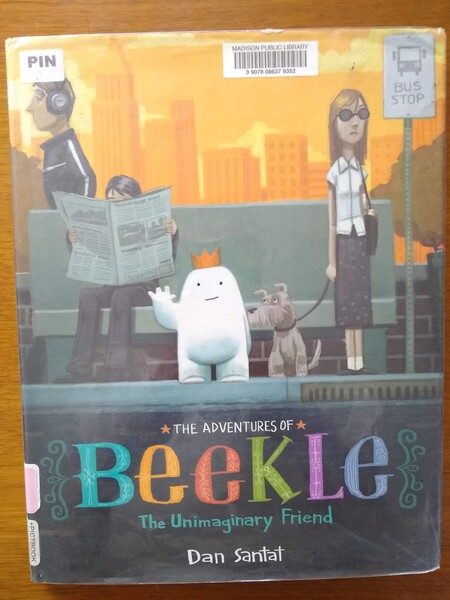 PIN
MADISON PUBLIC LIBRARY
3 9078 08637 9352
BUS
STOP
THE ADVENTURES OF
BEEKLE
The Unimaginary Friend
Dan Santat
+PICTBOOK